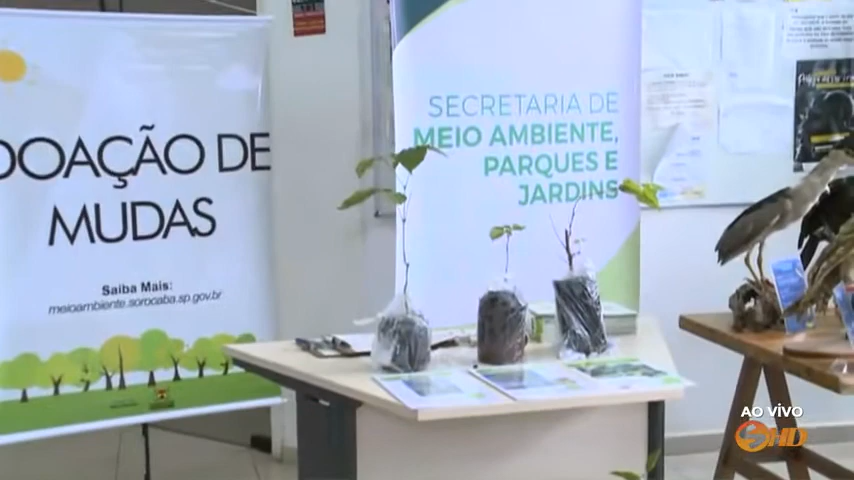 DOAÇÃO DE
MUDAS
Saiba Mais:
meioambiente.sorocaba.sp.gov.br
SECRETARIA DE
MEIO AMBIENTE,
PARQUES E
JARDINS
AO VIVO
HD